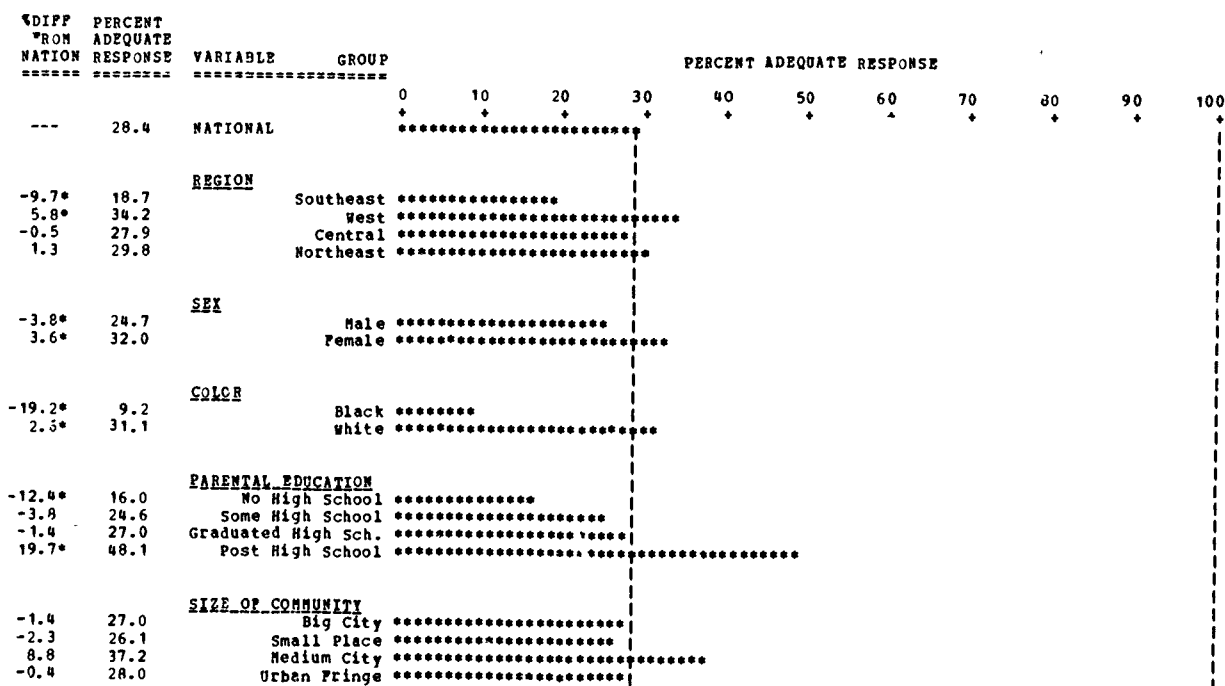 %DIFF PERCENT
FROM ADEQUATE
NATION RESPONSE VARIABLE GROUP PERCENT ADEQUATE RESPONSE
====== ======== ====================
0 10 20 30 40 50 60 70 80 90 100
--- 28.4 NATIONAL
REGION
-9.7* 18.7 Southeast
5.8* 34.2 West
-0.5 27.9 Central
1.3 29.8 Northeast
SEX
-3.8* 24.7 Male
3.6* 32.0 Female
COLOR
-19.2* 9.2 Black
31.1 White
PARENTAL EDUCATION
-12.4* 16.0 No High School
-3.8 24.6 Some High School
-1.4 27.0 Graduated High Sch.
19.7* 48.1 Post High School
SIZE OF COMMUNITY
-1.4 27.0 Big City
-2.3 26.1 Small Place
8.8 37.2 Medium City
-0.4 28.0 Urban Fringe